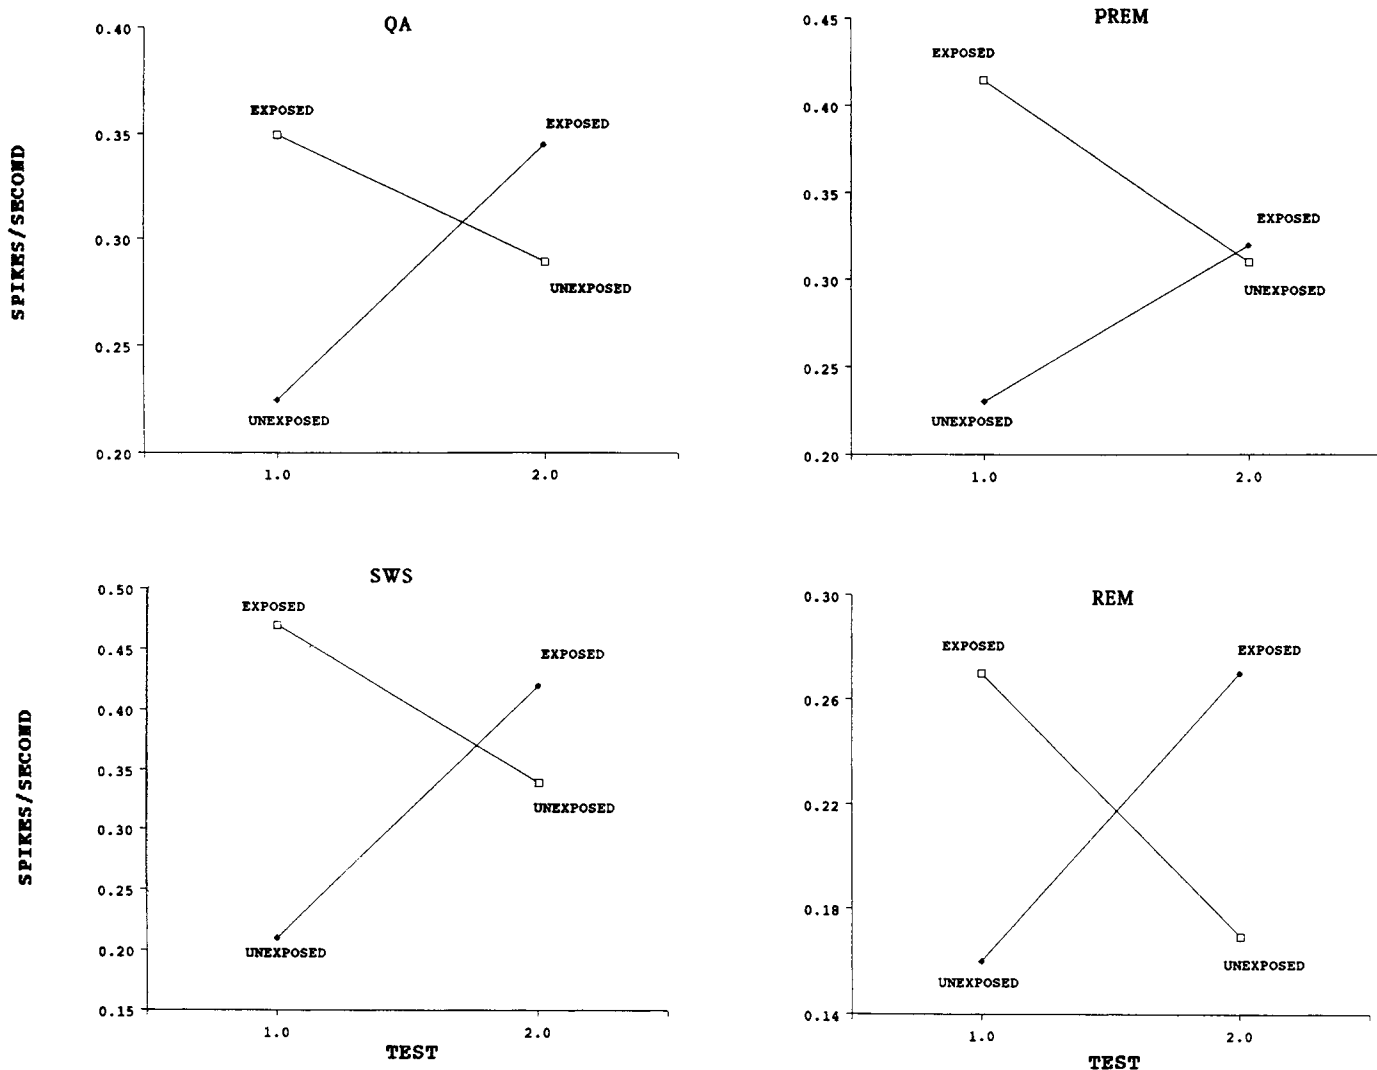 QA
SPIKES/SECOND
0.40
0.35
0.30
0.25
0.20
EXPOSED
EXPOSED
UNEXPOSED
UNEXPOSED
1.0 2.0
PREM
0.45
0.40
0.35
0.30
0.25
0.20
EXPOSED
EXPOSED
UNEXPOSED
UNEXPOSED
1.0 2.0
SWS
SPIKES/SECOND
0.50
0.45
0.40
0.35
0.30
0.25
0.20
0.15
EXPOSED
EXPOSED
UNEXPOSED
UNEXPOSED
1.0 2.0
TEST
REM
0.30
0.26
0.22
0.18
0.14
EXPOSED EXPOSED
UNEXPOSED
UNEXPOSED
1.0 2.0
TEST